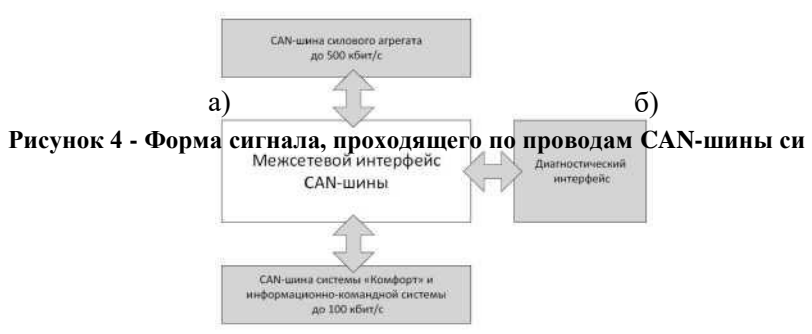 CAN-шина силового агрегата
до 500 кбит/с
а) б)
Рисунок 4 - Форма сигнала, проходящего по проводам CAN-шины си
Межсетевой интерфейс
CAN-шины
Диагностический
интерфейс
CAN-шина системы «Комфорт» и
информационно-командной системы
до 100 кбит/с